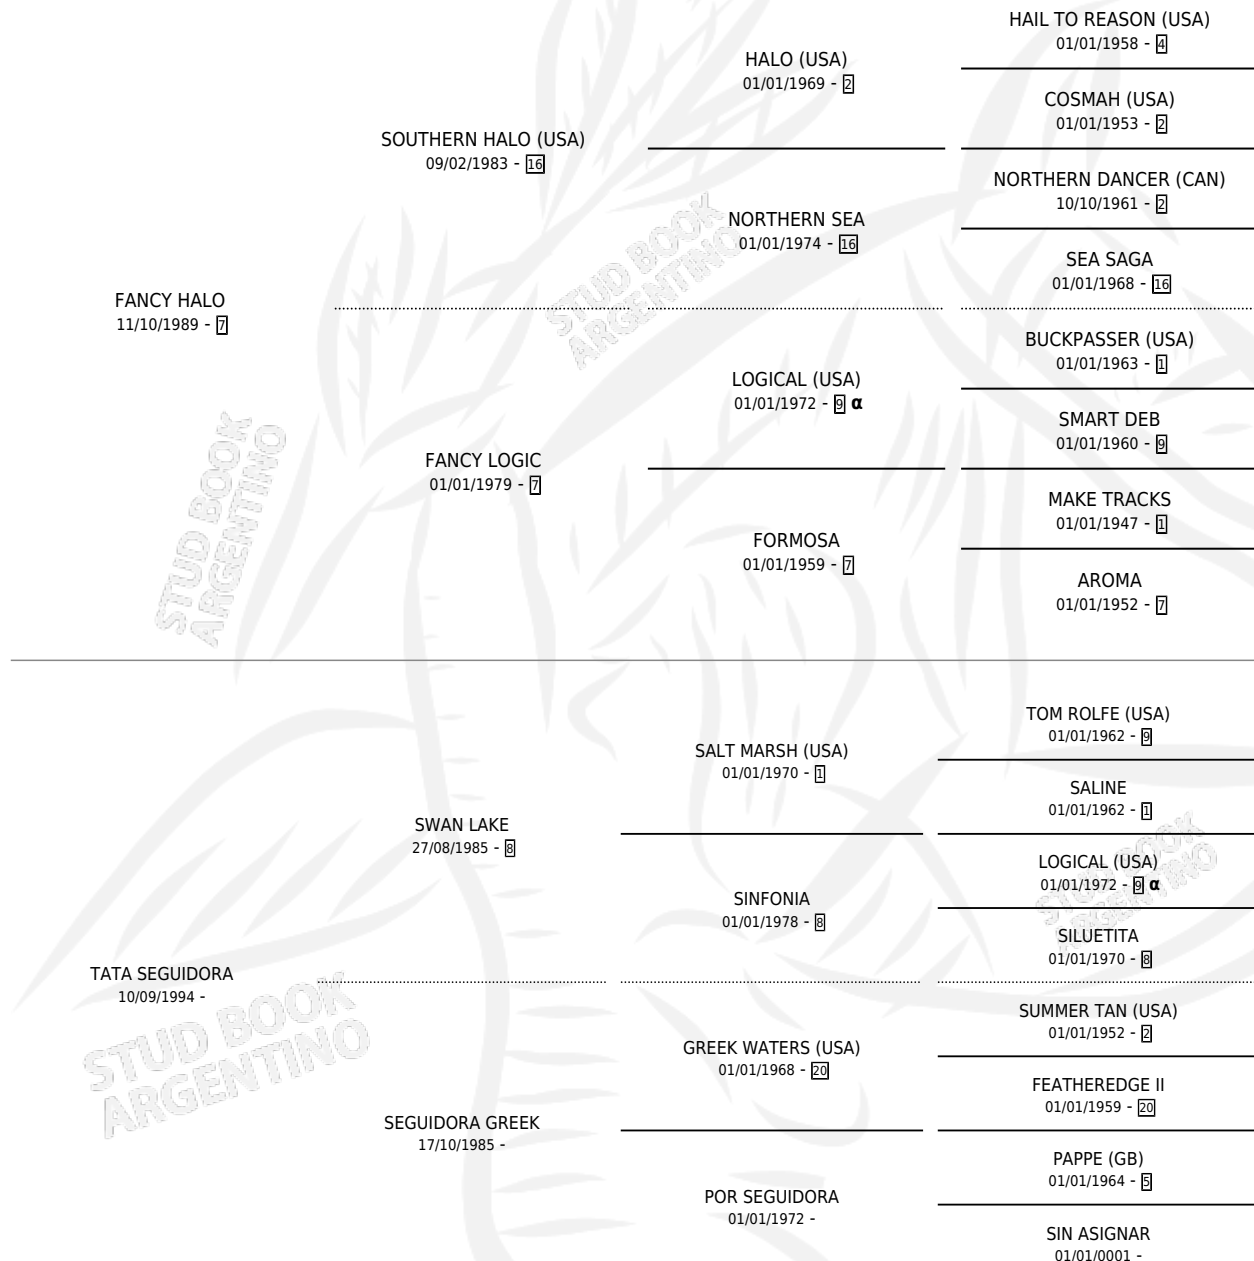 HAIL TO REASON (USA)
01/01/1958 - 4
HALO (USA)
01/01/1969 - 2
COSMAH (USA)
01/01/1953 - 2
SOUTHERN HALO (USA)
09/02/1983 - 16
NORTHERN DANCER (CAN)
10/10/1961 - 2
NORTHERN SEA
01/01/1974 - 16
SEA SAGA
01/01/1968 - 16
FANCY HALO
11/10/1989 - 7
BUCKPASSER (USA)
01/01/1963 - 1
LOGICAL (USA)
01/01/1972 - 9 α
SMART DEB
01/01/1960 - 9
FANCY LOGIC
01/01/1979 - 7
MAKE TRACKS
01/01/1947 - 1
FORMOSA
01/01/1959 - 7
AROMA
01/01/1952 - 7
TOM ROLFE (USA)
01/01/1962 - 9
SALT MARSH (USA)
01/01/1970 - 1
SALINE
01/01/1962 - 1
SWAN LAKE
27/08/1985 - 8
LOGICAL (USA)
01/01/1972 - 9 α
SINFONIA
01/01/1978 - 8
SILUETITA
01/01/1970 - 8
TATA SEGUIDORA
10/09/1994 -
SUMMER TAN (USA)
01/01/1952 - 2
GREEK WATERS (USA)
01/01/1968 - 20
FEATHEREDGE II
01/01/1959 - 20
SEGUIDORA GREEK
17/10/1985 -
PAPPE (GB)
01/01/1964 - 5
POR SEGUIDORA
01/01/1972 -
SIN ASIGNAR
01/01/0001 -
STUD BOOK
ARGENTINO
STUD BOOK
ARGENTINO
STUD BOOK
ARGENTINO
STUD BOOK
ARGENTINO